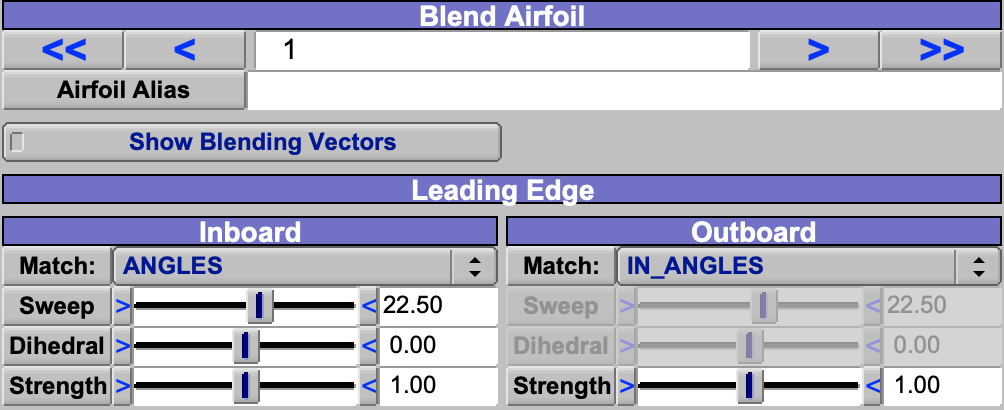 Blend Airfoil
<< < 1 > >>
Airfoil Alias
Show Blending Vectors
Leading Edge
Inboard Outboard
Match: ANGLES Match: IN_ANGLES
Sweep > < 22.50 Sweep > < 22.50
Dihedral > < 0.00 Dihedral > < 0.00
Strength > < 1.00 Strength > < 1.00